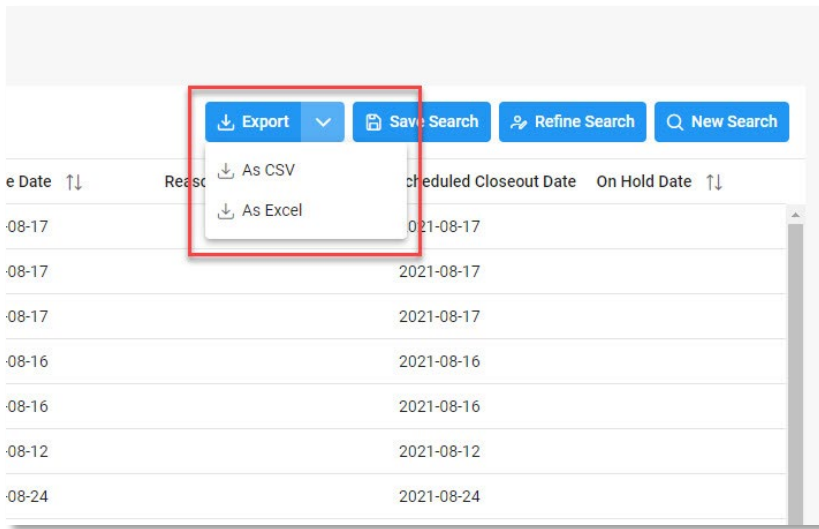 Export Save Search Refine Search New Search
As CSV
As Excel
e Date Reaso cheduled Closeout Date On Hold Date
-08-17 021-08-17
-08-17 2021-08-17
-08-17 2021-08-17
-08-16 2021-08-16
-08-16 2021-08-16
-08-12 2021-08-12
-08-24 2021-08-24